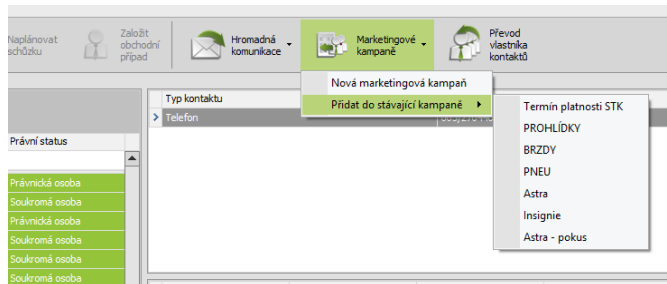 Naplánovat
schůzku
Založit
obchodní
případ
Hromadná
komunikace
Marketingové
kampaně
Převod
vlastníka
kontaktů
Nová marketingová kampaň
Přidat do stávající kampaně
Termín platnosti STK
PROHLÍDKY
BRZDY
PNEU
Astra
Insignie
Astra - pokus
Typ kontaktu
Telefon
Právní status
Právnická osoba
Soukromá osoba
Právnická osoba
Soukromá osoba
Soukromá osoba
Soukromá osoba